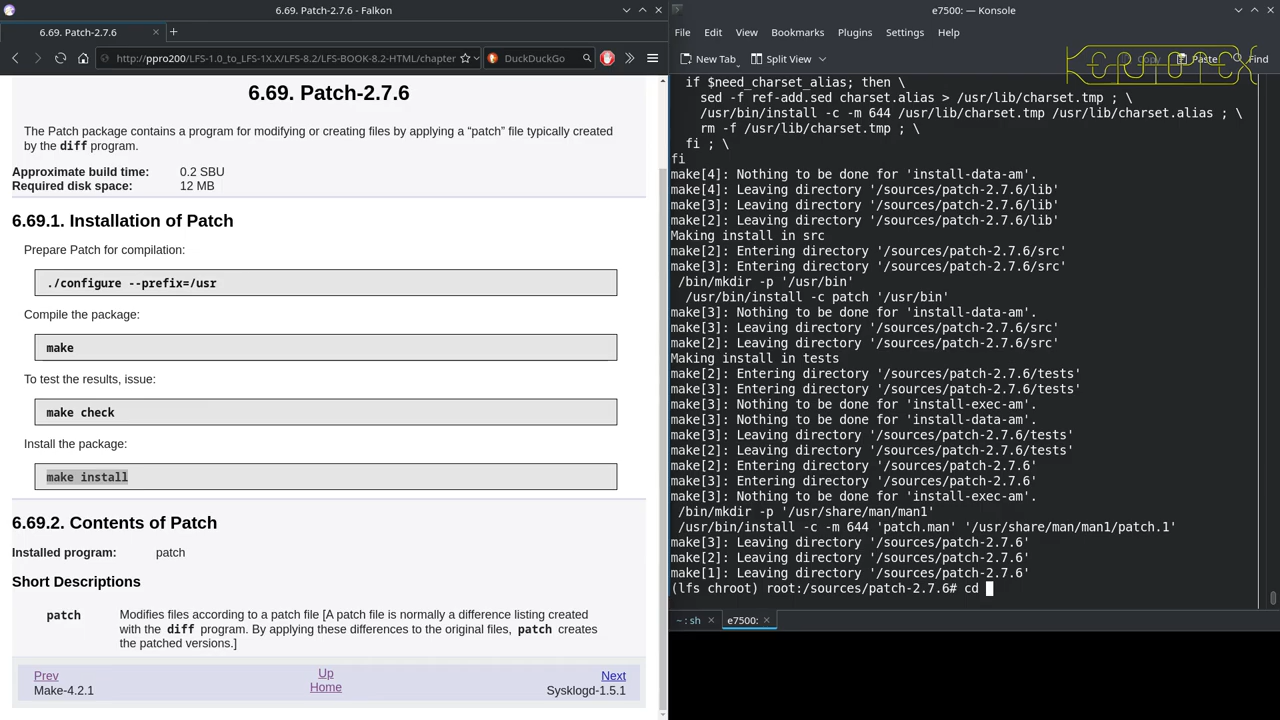 6.69. Patch-2.7.6 - Falkon
6.69. Patch-2.7.6
http://ppro200/LFS-1.0_to_LFS-1X.X/LFS-8.2/LFS-BOOK-8.2-HTML/chapter
DuckDuckGo
6.69. Patch-2.7.6
The Patch package contains a program for modifying or creating files by applying a “patch” file typically created
by the diff program.
Approximate build time: 0.2 SBU
Required disk space: 12 MB
6.69.1. Installation of Patch
Prepare Patch for compilation:
./configure --prefix=/usr
Compile the package:
make
To test the results, issue:
make check
Install the package:
make install
6.69.2. Contents of Patch
Installed program: patch
Short Descriptions
patch Modifies files according to a patch file [A patch file is normally a difference listing created
with the diff program. By applying these differences to the original files, patch creates
the patched versions.]
Prev Up Next
Make-4.2.1 Home Sysklogd-1.5.1
e7500: — Konsole
File Edit View Bookmarks Plugins Settings Help
New Tab Split View Copy Paste Find
if $need_charset_alias; then \
sed -f ref-add.sed charset.alias > /usr/lib/charset.tmp ; \
/usr/bin/install -c -m 644 /usr/lib/charset.tmp /usr/lib/charset.alias ; \
rm -f /usr/lib/charset.tmp ; \
fi ; \
fi
make[4]: Nothing to be done for 'install-data-am'.
make[4]: Leaving directory '/sources/patch-2.7.6/lib'
make[3]: Leaving directory '/sources/patch-2.7.6/lib'
make[2]: Leaving directory '/sources/patch-2.7.6/lib'
Making install in src
make[2]: Entering directory '/sources/patch-2.7.6/src'
make[3]: Entering directory '/sources/patch-2.7.6/src'
/bin/mkdir -p '/usr/bin'
/usr/bin/install -c patch '/usr/bin'
make[3]: Nothing to be done for 'install-data-am'.
make[3]: Leaving directory '/sources/patch-2.7.6/src'
make[2]: Leaving directory '/sources/patch-2.7.6/src'
Making install in tests
make[2]: Entering directory '/sources/patch-2.7.6/tests'
make[3]: Entering directory '/sources/patch-2.7.6/tests'
make[3]: Nothing to be done for 'install-exec-am'.
make[3]: Nothing to be done for 'install-data-am'.
make[3]: Leaving directory '/sources/patch-2.7.6/tests'
make[2]: Leaving directory '/sources/patch-2.7.6/tests'
make[2]: Entering directory '/sources/patch-2.7.6'
make[3]: Entering directory '/sources/patch-2.7.6'
make[3]: Nothing to be done for 'install-exec-am'.
/bin/mkdir -p '/usr/share/man/man1'
/usr/bin/install -c -m 644 'patch.man' '/usr/share/man/man1/patch.1'
make[3]: Leaving directory '/sources/patch-2.7.6'
make[2]: Leaving directory '/sources/patch-2.7.6'
make[1]: Leaving directory '/sources/patch-2.7.6'
(lfs chroot) root:/sources/patch-2.7.6# cd
~ : sh e7500: